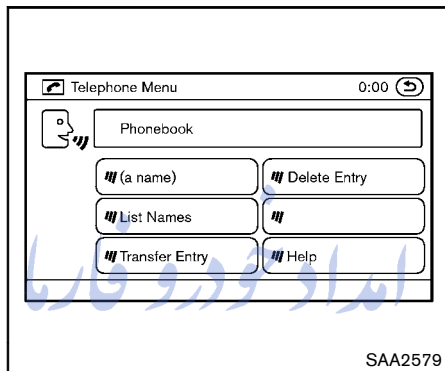 Telephone Menu 0:00
Phonebook
(a name) Delete Entry
List Names
Transfer Entry Help
امداد خودرو فارما
SAA2579